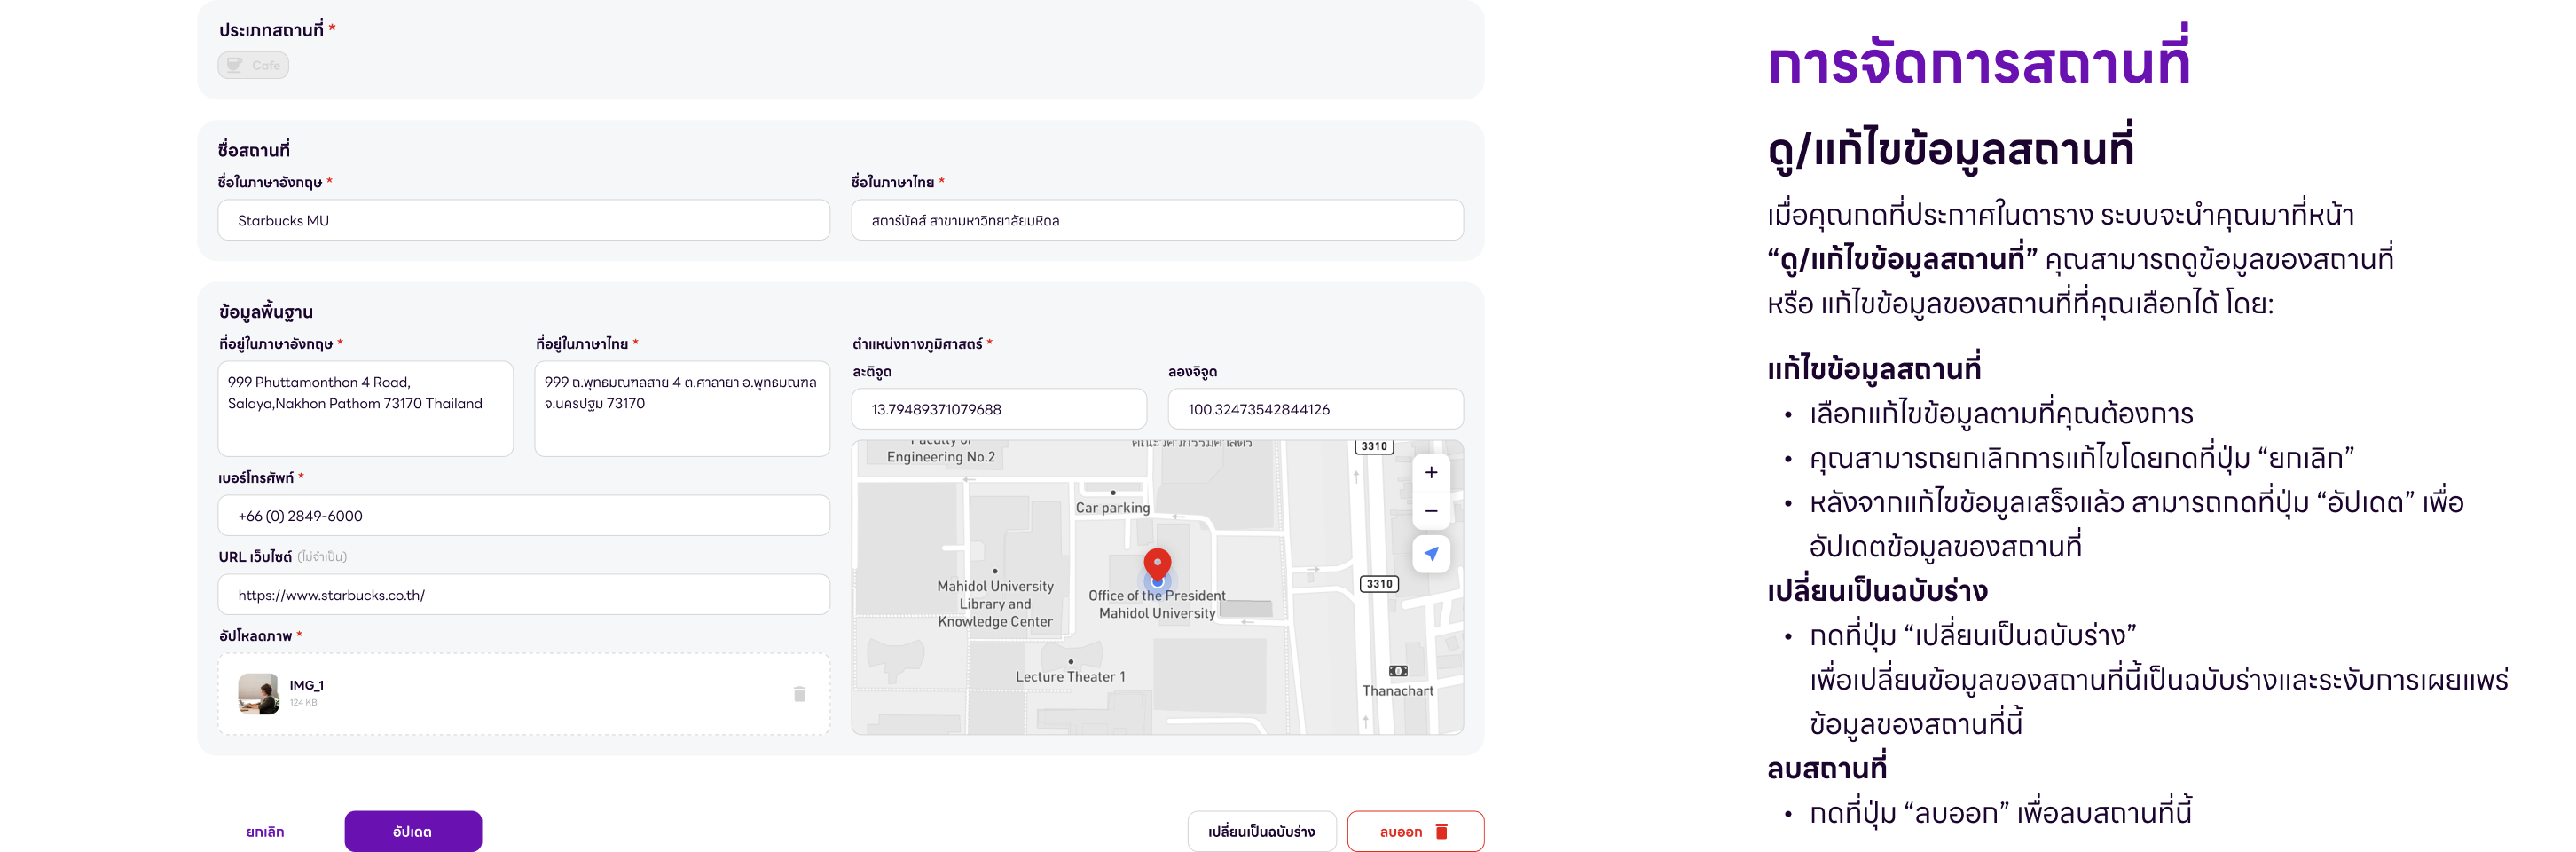 ประเภทสถานที่ *
Cafe
ชื่อสถานที่
ชื่อในภาษาอังกฤษ *
ชื่อในภาษาไทย *
Starbucks MU
สตาร์บัคส์ สาขามหาวิทยาลัยมหิดล
ข้อมูลพื้นฐาน
ที่อยู่ในภาษาอังกฤษ *
ที่อยู่ในภาษาไทย *
999 Phuttamonthon 4 Road,
Salaya,Nakhon Pathom 73170 Thailand
999 ถ.พุทธมณฑลสาย 4 ต.ศาลายา อ.พุทธมณฑล
จ.นครปฐม 73170
เบอร์โทรศัพท์ *
+66 (0) 2849-6000
URL เว็บไซต์ (ไม่จำเป็น)
https://www.starbucks.co.th/
อัปโหลดภาพ *
IMG_1
124 KB
ตำแหน่งทางภูมิศาสตร์ *
ละติจูด
ลองจิจูด
13.79489371079688
100.32473542844126
Faculty of
Engineering No.2
คณะวิศวกรรมศาสตร์
3310
+
−
Car parking
3310
Mahidol University
Library and
Knowledge Center
Office of the President
Mahidol University
Lecture Theater 1
Thanachart
ยกเลิก
อัปเดต
เปลี่ยนเป็นฉบับร่าง
ลบออก
การจัดการสถานที่
ดู/แก้ไขข้อมูลสถานที่
เมื่อคุณกดที่ประกาศในตาราง ระบบจะนำคุณมาที่หน้า
“ดู/แก้ไขข้อมูลสถานที่” คุณสามารถดูข้อมูลของสถานที่
หรือ แก้ไขข้อมูลของสถานที่ที่คุณเลือกได้ โดย:
แก้ไขข้อมูลสถานที่
• เลือกแก้ไขข้อมูลตามที่คุณต้องการ
• คุณสามารถยกเลิกการแก้ไขโดยกดที่ปุ่ม “ยกเลิก”
• หลังจากแก้ไขข้อมูลเสร็จแล้ว สามารถกดที่ปุ่ม “อัปเดต” เพื่อ
อัปเดตข้อมูลของสถานที่
เปลี่ยนเป็นฉบับร่าง
• กดที่ปุ่ม “เปลี่ยนเป็นฉบับร่าง”
เพื่อเปลี่ยนข้อมูลของสถานที่นี้เป็นฉบับร่างและระงับการเผยแพร่
ข้อมูลของสถานที่นี้
ลบสถานที่
• กดที่ปุ่ม “ลบออก” เพื่อลบสถานที่นี้